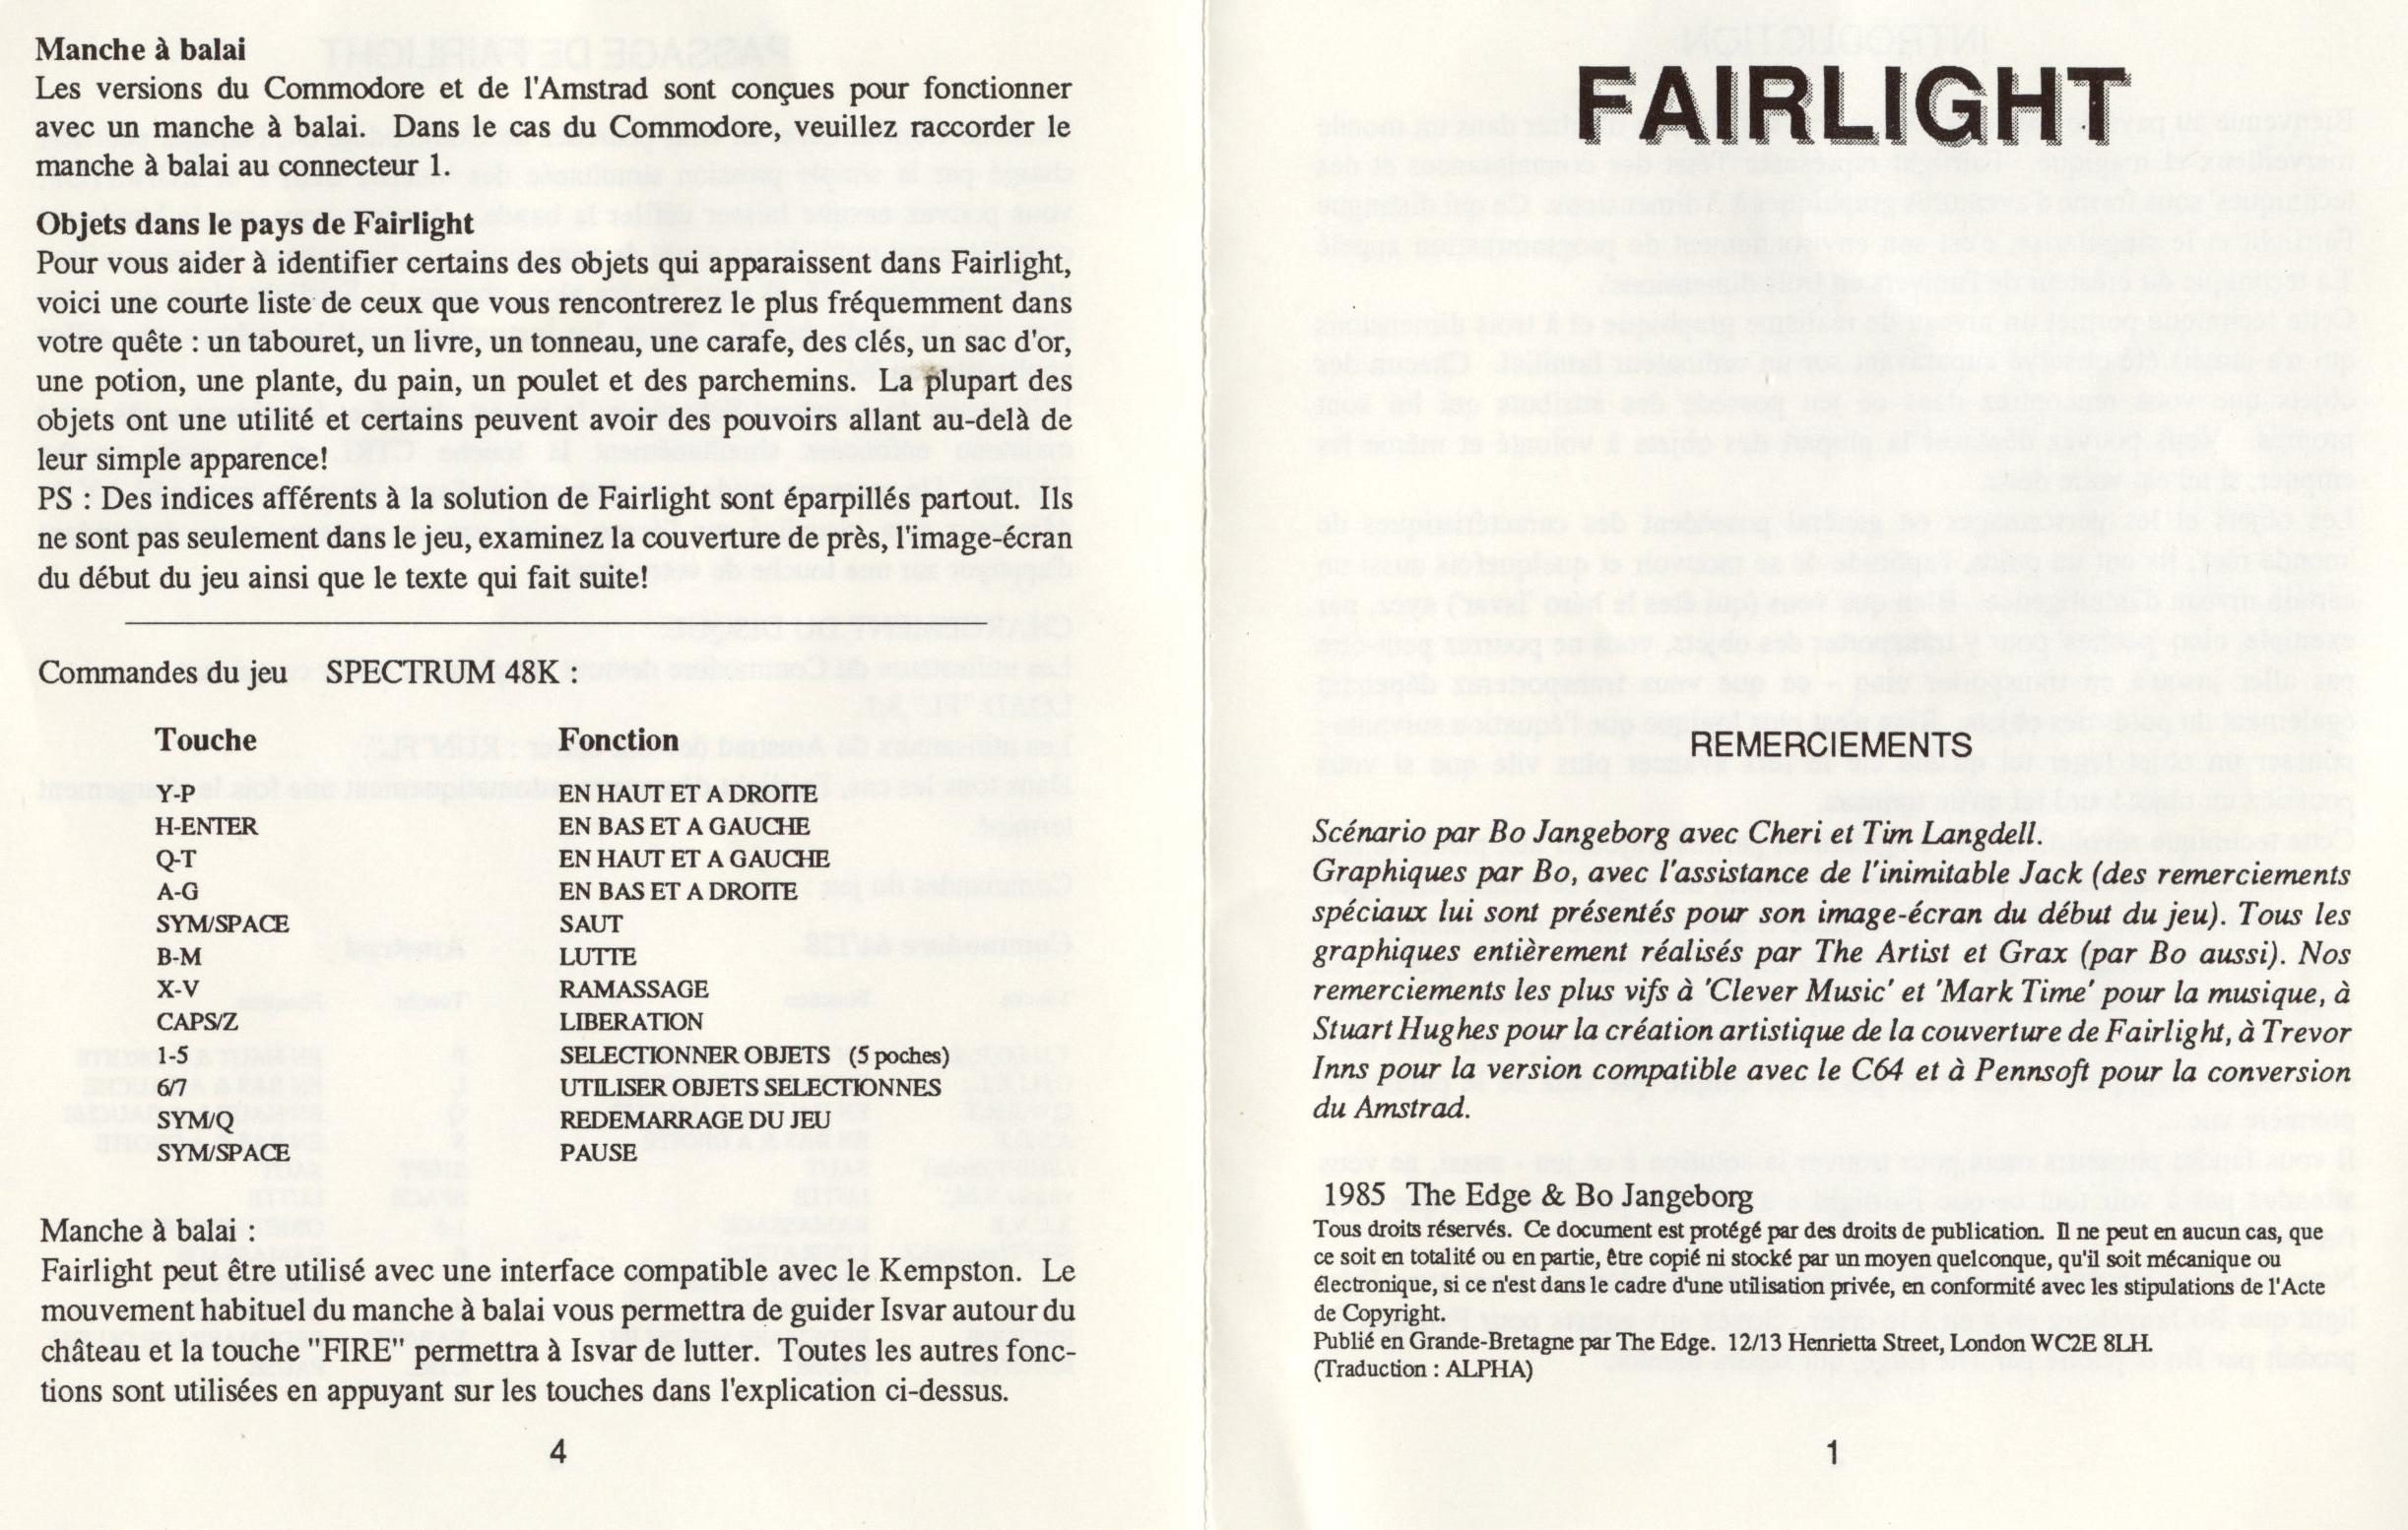 Manche à balai
Les versions du Commodore et de l'Amstrad sont conçues pour fonctionner
avec un manche à balai. Dans le cas du Commodore, veuillez raccorder le
manche à balai au connecteur 1.
Objets dans le pays de Fairlight
Pour vous aider à identifier certains des objets qui apparaissent dans Fairlight,
voici une courte liste de ceux que vous rencontrerez le plus fréquemment dans
votre quête : un tabouret, un livre, un tonneau, une carafe, des clés, un sac d'or,
une potion, une plante, du pain, un poulet et des parchemins. La plupart des
objets ont une utilité et certains peuvent avoir des pouvoirs allant au-delà de
leur simple apparence!
PS : Des indices afférents à la solution de Fairlight sont éparpillés partout. Ils
ne sont pas seulement dans le jeu, examinez la couverture de près, l'image-écran
du début du jeu ainsi que le texte qui fait suite!
Commandes du jeu SPECTRUM 48K :
Touche Fonction
Y-P EN HAUT ET A DROITE
H-ENTER EN BAS ET A GAUCHE
Q-T EN HAUT ET A GAUCHE
A-G EN BAS ET A DROITE
SYM/SPACE SAUT
B-M LUTTE
X-V RAMASSAGE
CAPS/Z LIBERATION
1-5 SELECTIONNER OBJETS (5 poches)
6/7 UTILISER OBJETS SELECTIONNES
SYM/Q REDEMARRAGE DU JEU
SYM/SPACE PAUSE
Manche à balai :
Fairlight peut être utilisé avec une interface compatible avec le Kempston. Le
mouvement habituel du manche à balai vous permettra de guider Isvar autour du
château et la touche "FIRE" permettra à Isvar de lutter. Toutes les autres fonc-
tions sont utilisées en appuyant sur les touches dans l'explication ci-dessus.
4
FAIRLIGHT
REMERCIEMENTS
Scénario par Bo Jangeborg avec Cheri et Tim Langdell.
Graphiques par Bo, avec l'assistance de l'inimitable Jack (des remerciements
spéciaux lui sont présentés pour son image-écran du début du jeu). Tous les
graphiques entièrement réalisés par The Artist et Grax (par Bo aussi). Nos
remerciements les plus vifs à 'Clever Music' et 'Mark Time' pour la musique, à
Stuart Hughes pour la création artistique de la couverture de Fairlight, à Trevor
Inns pour la version compatible avec le C64 et à Pennsoft pour la conversion
du Amstrad.
1985 The Edge & Bo Jangeborg
Tous droits réservés. Ce document est protégé par des droits de publication. Il ne peut en aucun cas, que
ce soit en totalité ou en partie, être copié ni stocké par un moyen quelconque, qu'il soit mécanique ou
électronique, si ce n'est dans le cadre d'une utilisation privée, en conformité avec les stipulations de l'Acte
de Copyright.
Publié en Grande-Bretagne par The Edge. 12/13 Henrietta Street, London WC2E 8LH.
(Traduction : ALPHA)
1